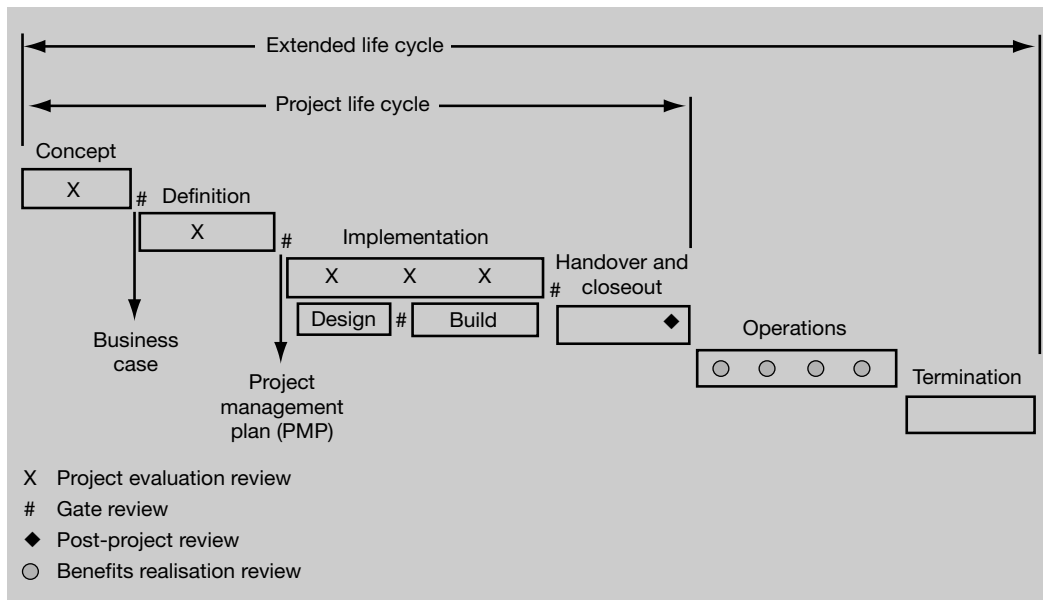 Extended life cycle
Project life cycle
Concept
X
#
Definition
X
#
Implementation
X X X
Design
#
Build
#
Handover and
closeout
Operations
Termination
Business
case
Project
management
plan (PMP)
X Project evaluation review
# Gate review
◆ Post-project review
Benefits realisation review